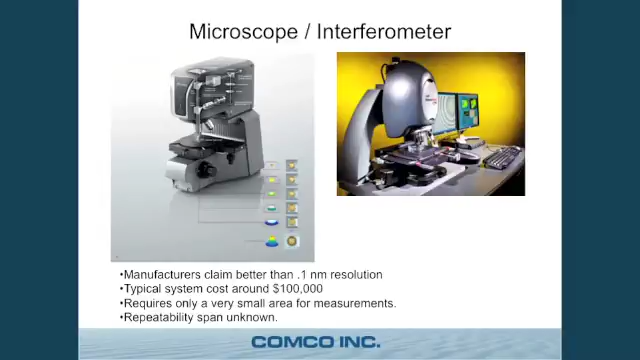 Microscope / Interferometer
•Manufacturers claim better than .1 nm resolution
•Typical system cost around $100,000
•Requires only a very small area for measurements.
•Repeatability span unknown.
COMCO INC.